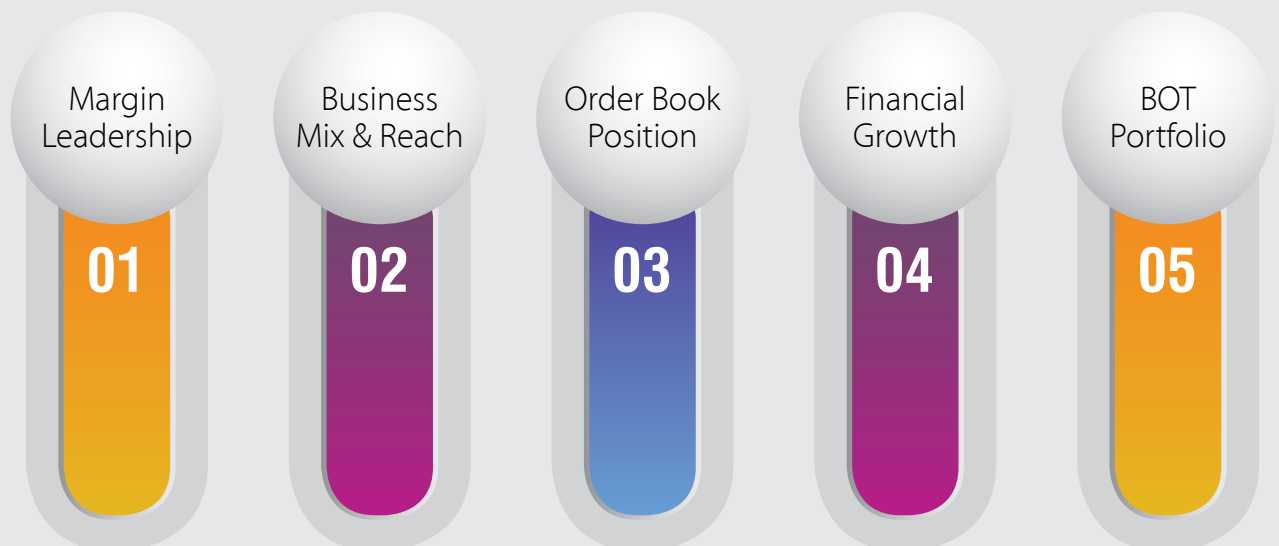 Margin
Leadership
01
Business
Mix & Reach
02
Order Book
Position
03
Financial
Growth
04
BOT
Portfolio
05